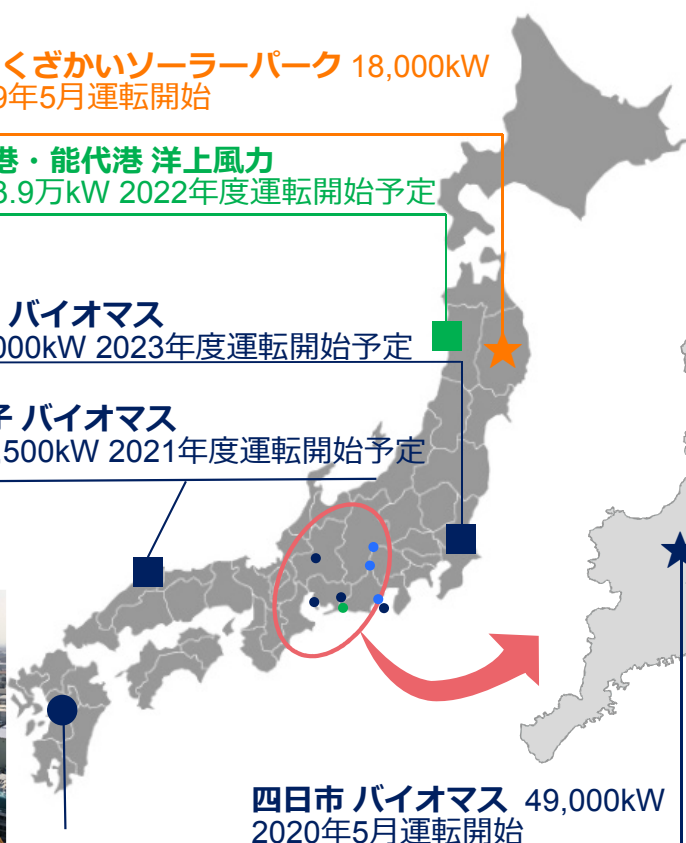 くざかいソーラーパーク 18,000kW
9年5月運転開始
港・能代港 洋上風力
3.9万kW 2022年度運転開始予定
バイオマス
000kW 2023年度運転開始予定
子 バイオマス
500kW 2021年度運転開始予定
四日市 バイオマス 49,000kW
2020年5月運転開始